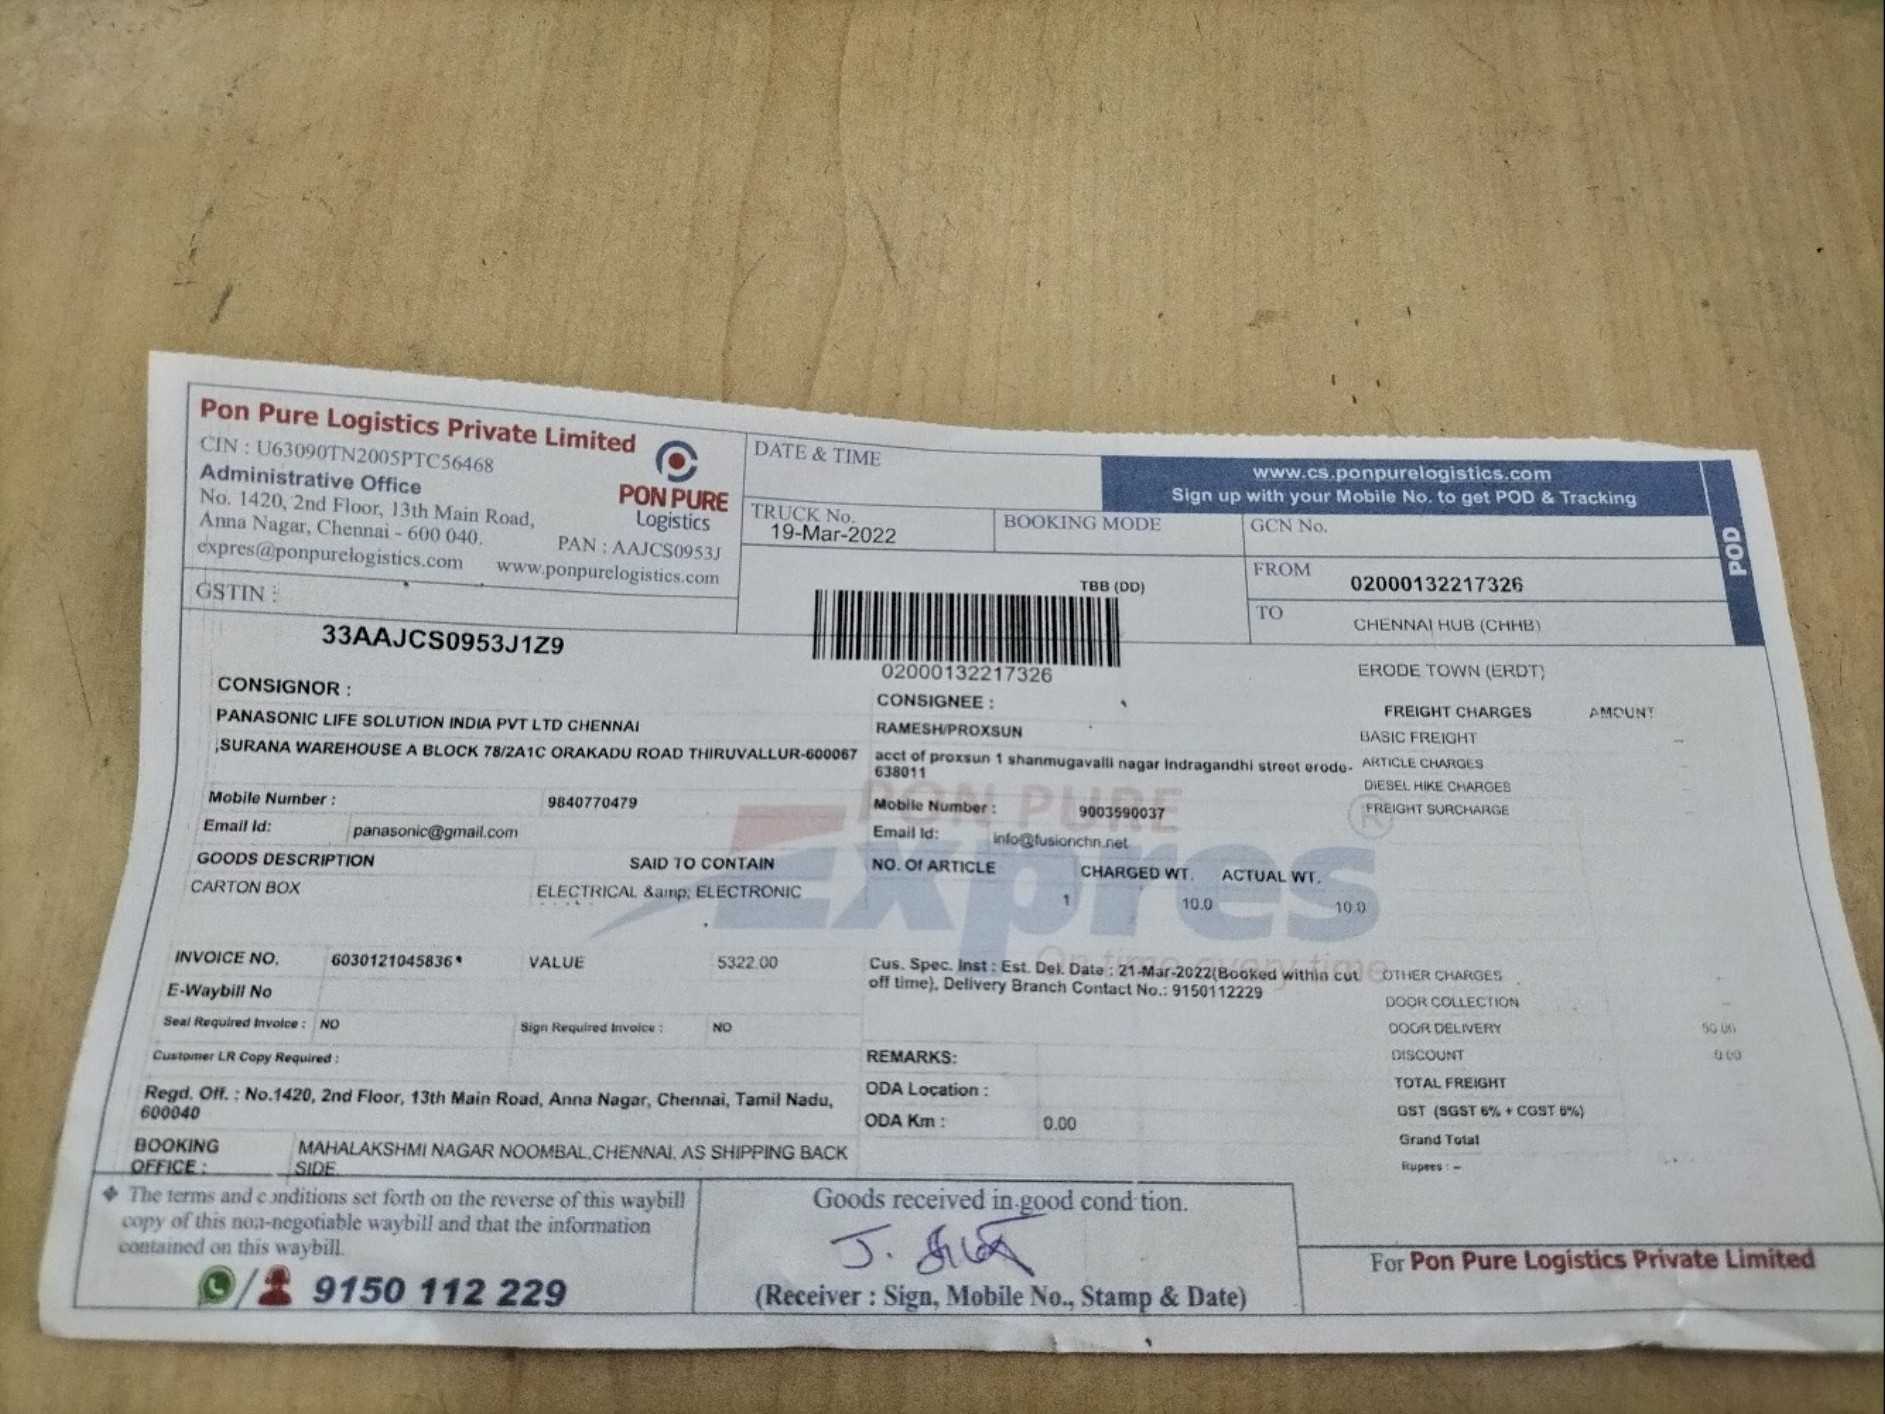 Pon Pure Logistics Private Limited
CIN : U63090TN2005PTC56468
Administrative Office
No. 1420, 2nd Floor, 13th Main Road,
Anna Nagar, Chennai - 600 040.
expres@ponpurelogistics.com
PON PURE
Logistics
PAN : AAJCS0953J
www.ponpurelogistics.com
GSTIN :
33AAJCS0953J1Z9
DATE & TIME
www.cs.ponpurelogistics.com
Sign up with your Mobile No. to get POD & Tracking
POD
TRUCK No.
19-Mar-2022
BOOKING MODE
GCN No.
TBB (DD)
FROM
02000132217326
TO
CHENNAI HUB (CHHB)
02000132217326
ERODE TOWN (ERDT)
CONSIGNOR :
PANASONIC LIFE SOLUTION INDIA PVT LTD CHENNAI
,SURANA WAREHOUSE A BLOCK 78/2A1C ORAKADU ROAD THIRUVALLUR-600067
Mobile Number : 9840770479
Email Id: panasonic@gmail.com
CONSIGNEE :
RAMESH/PROXSUN
acct of proxsun 1 shanmugavalli nagar Indragandhi street erode-
638011
Mobile Number : 9003590037
Email Id: info@fusionchn.net
FREIGHT CHARGES AMOUNT
BASIC FREIGHT -
ARTICLE CHARGES
DIESEL HIKE CHARGES
FREIGHT SURCHARGE
PON PURE
Expres ®
On time every time
GOODS DESCRIPTION SAID TO CONTAIN NO. Of ARTICLE CHARGED WT. ACTUAL WT.
CARTON BOX ELECTRICAL &amp; ELECTRONIC 1 10.0 10.0
INVOICE NO. 6030121045836* VALUE 5322.00
E-Waybill No
Seal Required Invoice : NO Sign Required Invoice : NO
Customer LR Copy Required :
Cus. Spec. Inst : Est. Del. Date : 21-Mar-2022(Booked within cut
off time), Delivery Branch Contact No.: 9150112229
REMARKS:
ODA Location :
ODA Km : 0.00
OTHER CHARGES -
DOOR COLLECTION -
DOOR DELIVERY 50.00
DISCOUNT 0.00
TOTAL FREIGHT
GST (SGST 6% + CGST 6%)
Grand Total
Rupees : -
Regd. Off. : No.1420, 2nd Floor, 13th Main Road, Anna Nagar, Chennai, Tamil Nadu,
600040
BOOKING OFFICE : MAHALAKSHMI NAGAR NOOMBAL,CHENNAI, AS SHIPPING BACK
SIDE
❖ The terms and conditions set forth on the reverse of this waybill
copy of this non-negotiable waybill and that the information
contained on this waybill.
9150 112 229
Goods received in good condtion.
J.
(Receiver : Sign, Mobile No., Stamp & Date)
For Pon Pure Logistics Private Limited